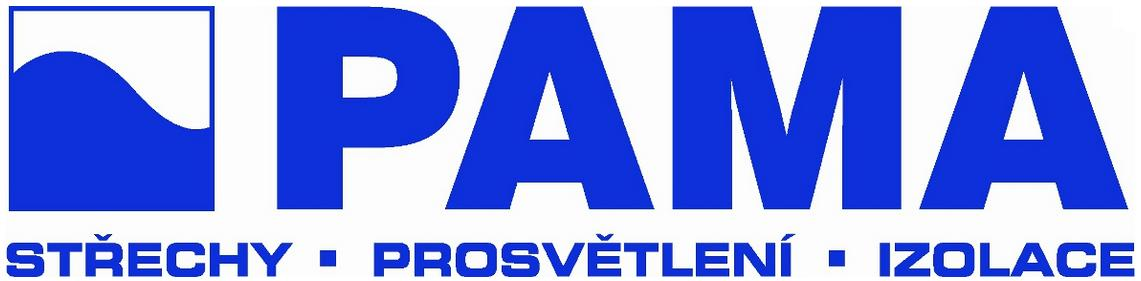 PAMA
STŘECHY ▪ PROSVĚTLENÍ ▪ IZOLACE